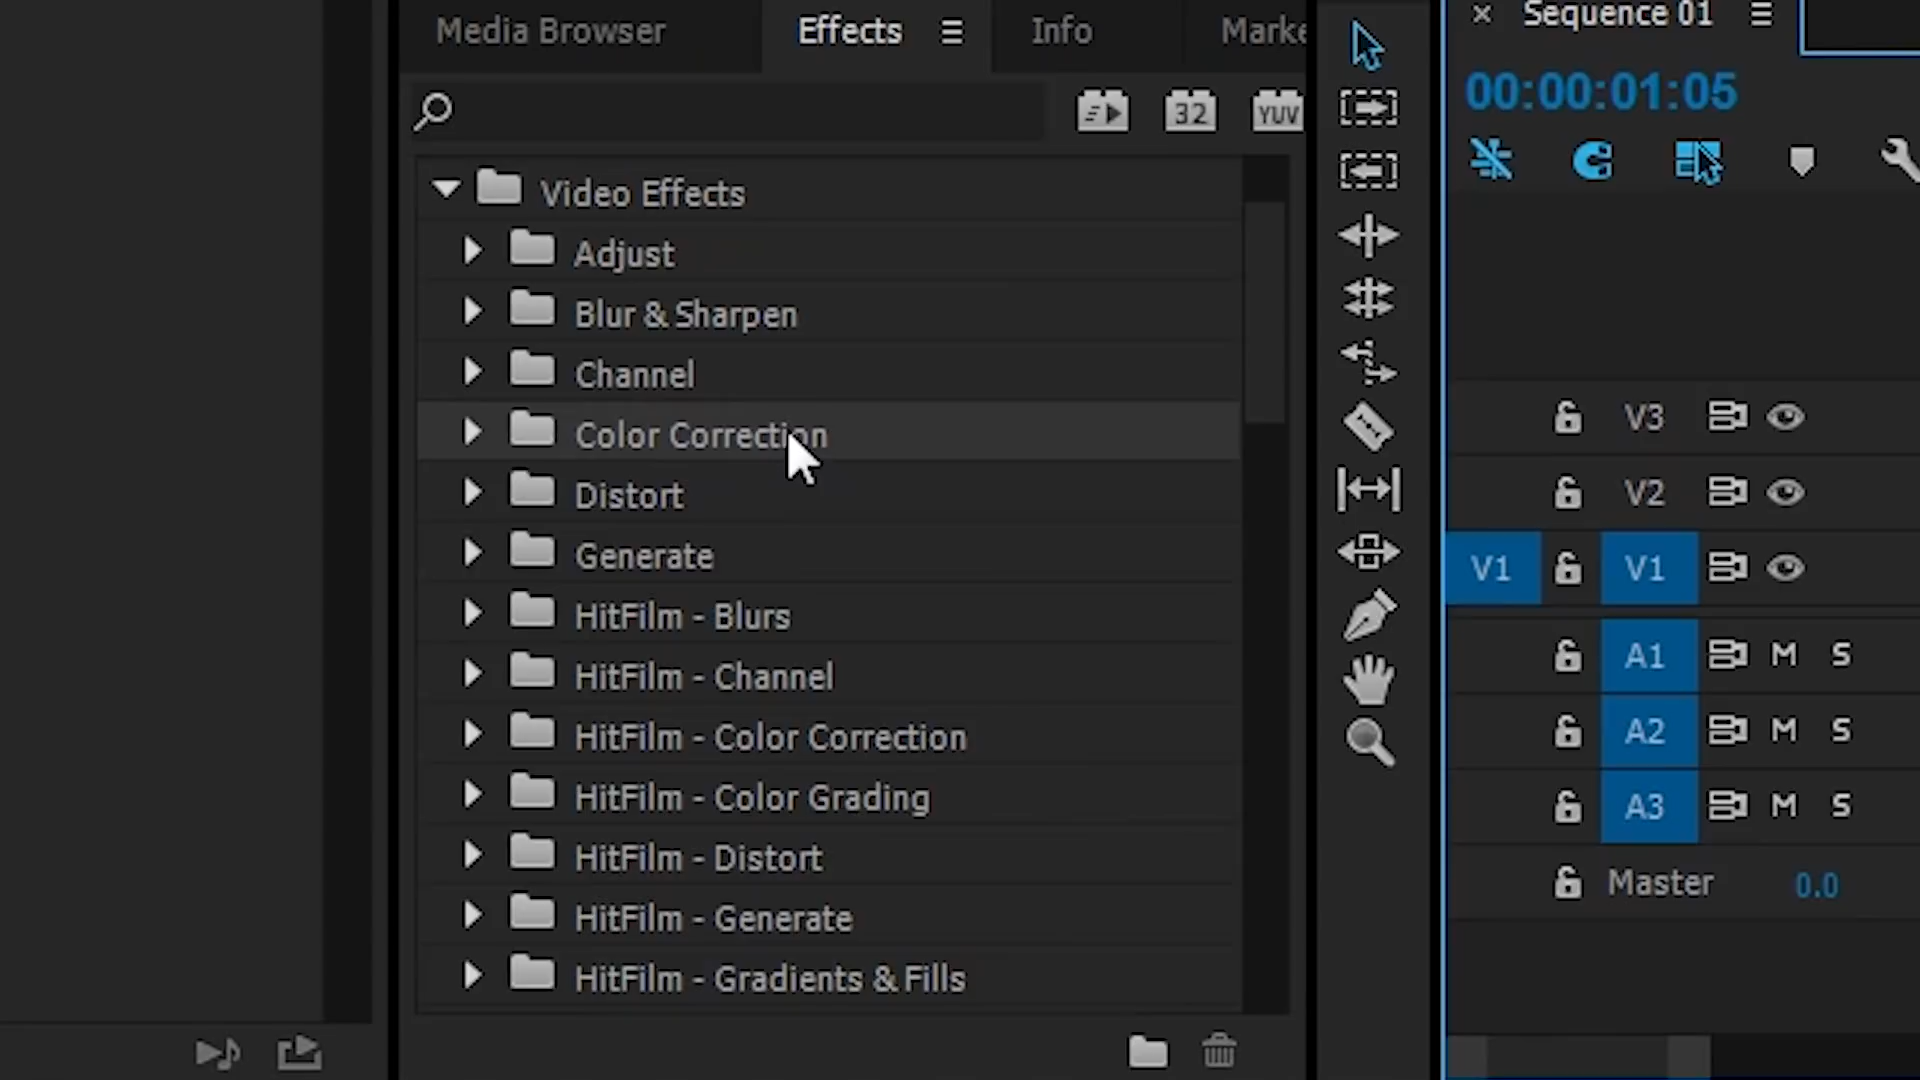 Media Browser
Effects
Info
Marke
32
YUV
Video Effects
Adjust
Blur & Sharpen
Channel
Color Correction
Distort
Generate
HitFilm - Blurs
HitFilm - Channel
HitFilm - Color Correction
HitFilm - Color Grading
HitFilm - Distort
HitFilm - Generate
HitFilm - Gradients & Fills
× Sequence 01
00:00:01:05
V3
V2
V1 V1
A1 M S
A2 M S
A3 M S
Master 0.0